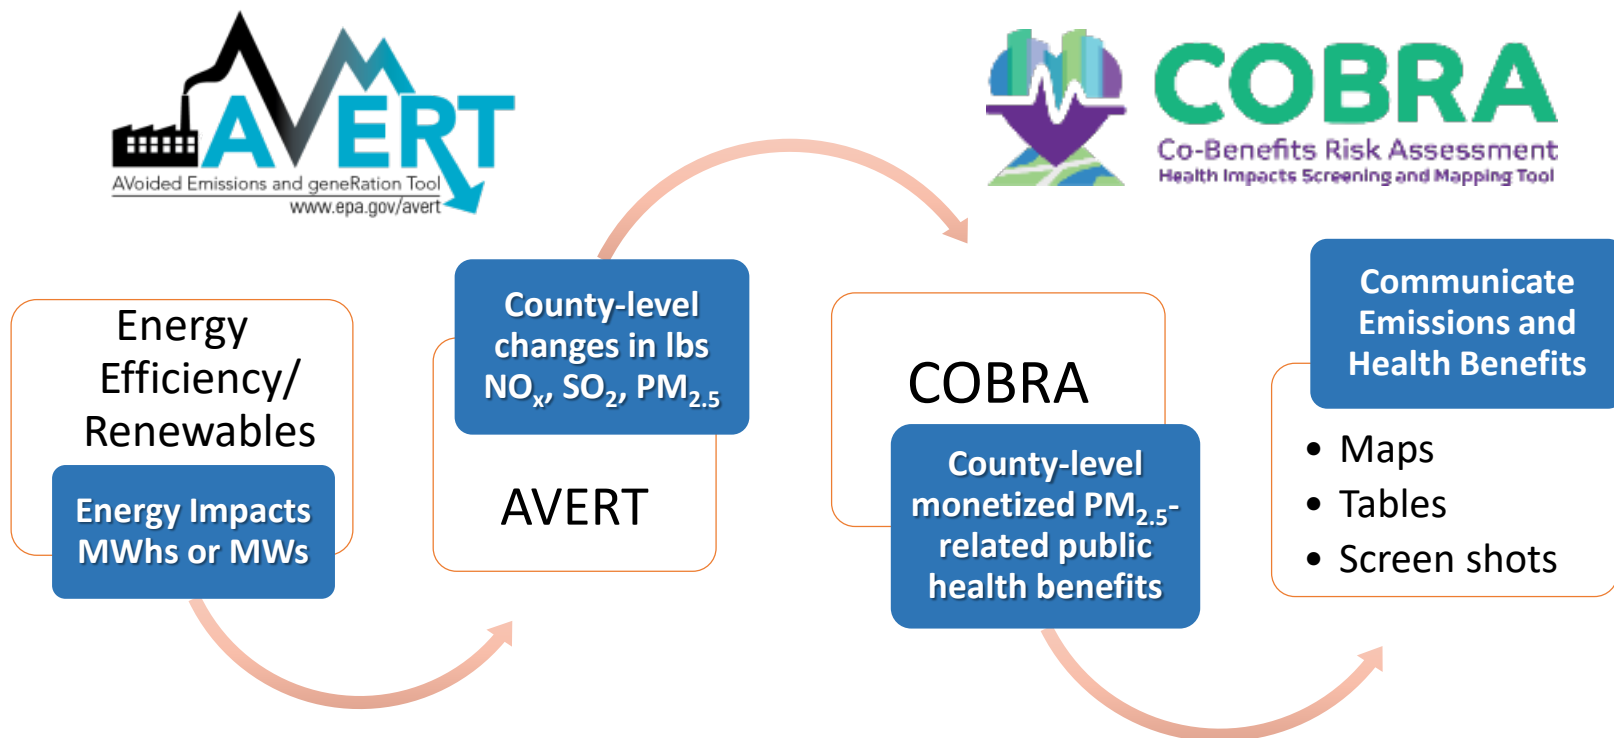 AVERT
AVoided Emissions and geneRation Tool
www.epa.gov/avert
COBRA
Co-Benefits Risk Assessment
Health Impacts Screening and Mapping Tool
Energy
Efficiency/
Renewables
Energy Impacts
MWhs or MWs
County-level
changes in lbs
NOₓ, SO₂, PM₂.₅
AVERT
COBRA
County-level
monetized PM₂.₅-
related public
health benefits
Communicate
Emissions and
Health Benefits
• Maps
• Tables
• Screen shots